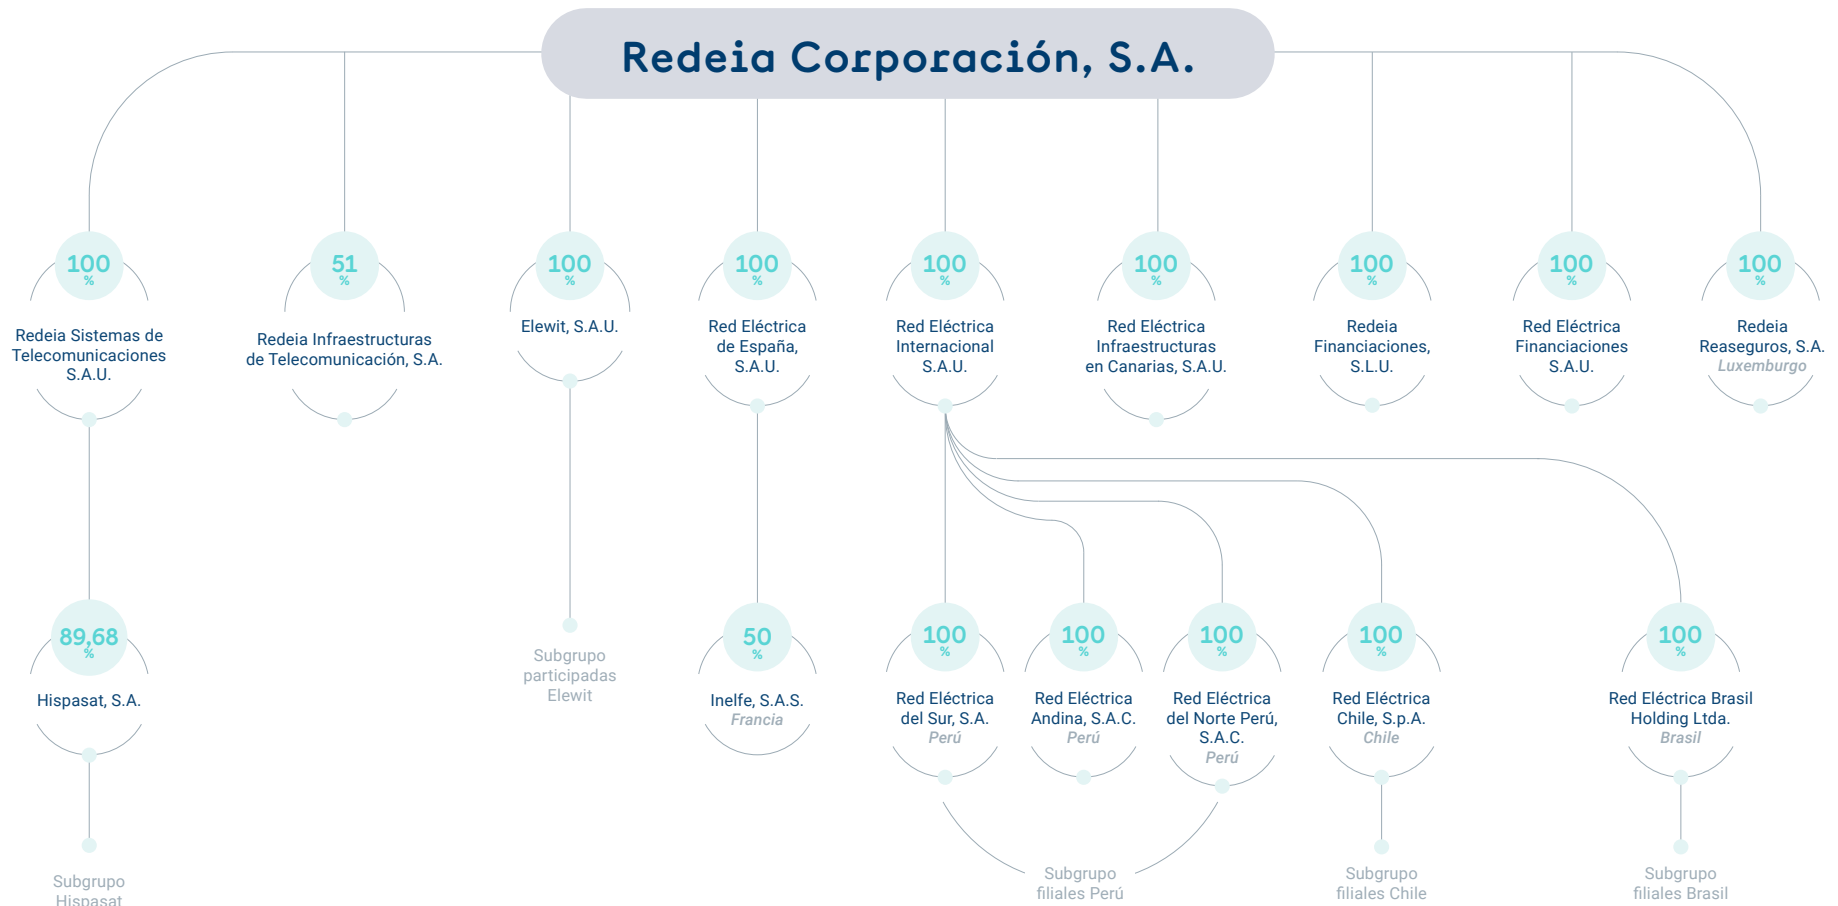 Redeia Corporación, S.A.
100
%
Redeia Sistemas de
Telecomunicaciones
S.A.U.
51
%
Redeia Infraestructuras
de Telecomunicación, S.A.
100
%
Elewit, S.A.U.
100
%
Red Eléctrica
de España,
S.A.U.
100
%
Red Eléctrica
Internacional
S.A.U.
100
%
Red Eléctrica
Infraestructuras
en Canarias, S.A.U.
100
%
Redeia
Financiaciones,
S.L.U.
100
%
Red Eléctrica
Financiaciones
S.A.U.
100
%
Redeia
Reaseguros, S.A.
Luxemburgo
89,68
%
Hispasat, S.A.
Subgrupo
Hispasat
Subgrupo
participadas
Elewit
50
%
Inelfe, S.A.S.
Francia
100
%
Red Eléctrica
del Sur, S.A.
Perú
100
%
Red Eléctrica
Andina, S.A.C.
Perú
100
%
Red Eléctrica
del Norte Perú,
S.A.C.
Perú
Subgrupo
filiales Perú
100
%
Red Eléctrica
Chile, S.p.A.
Chile
Subgrupo
filiales Chile
100
%
Red Eléctrica Brasil
Holding Ltda.
Brasil
Subgrupo
filiales Brasil